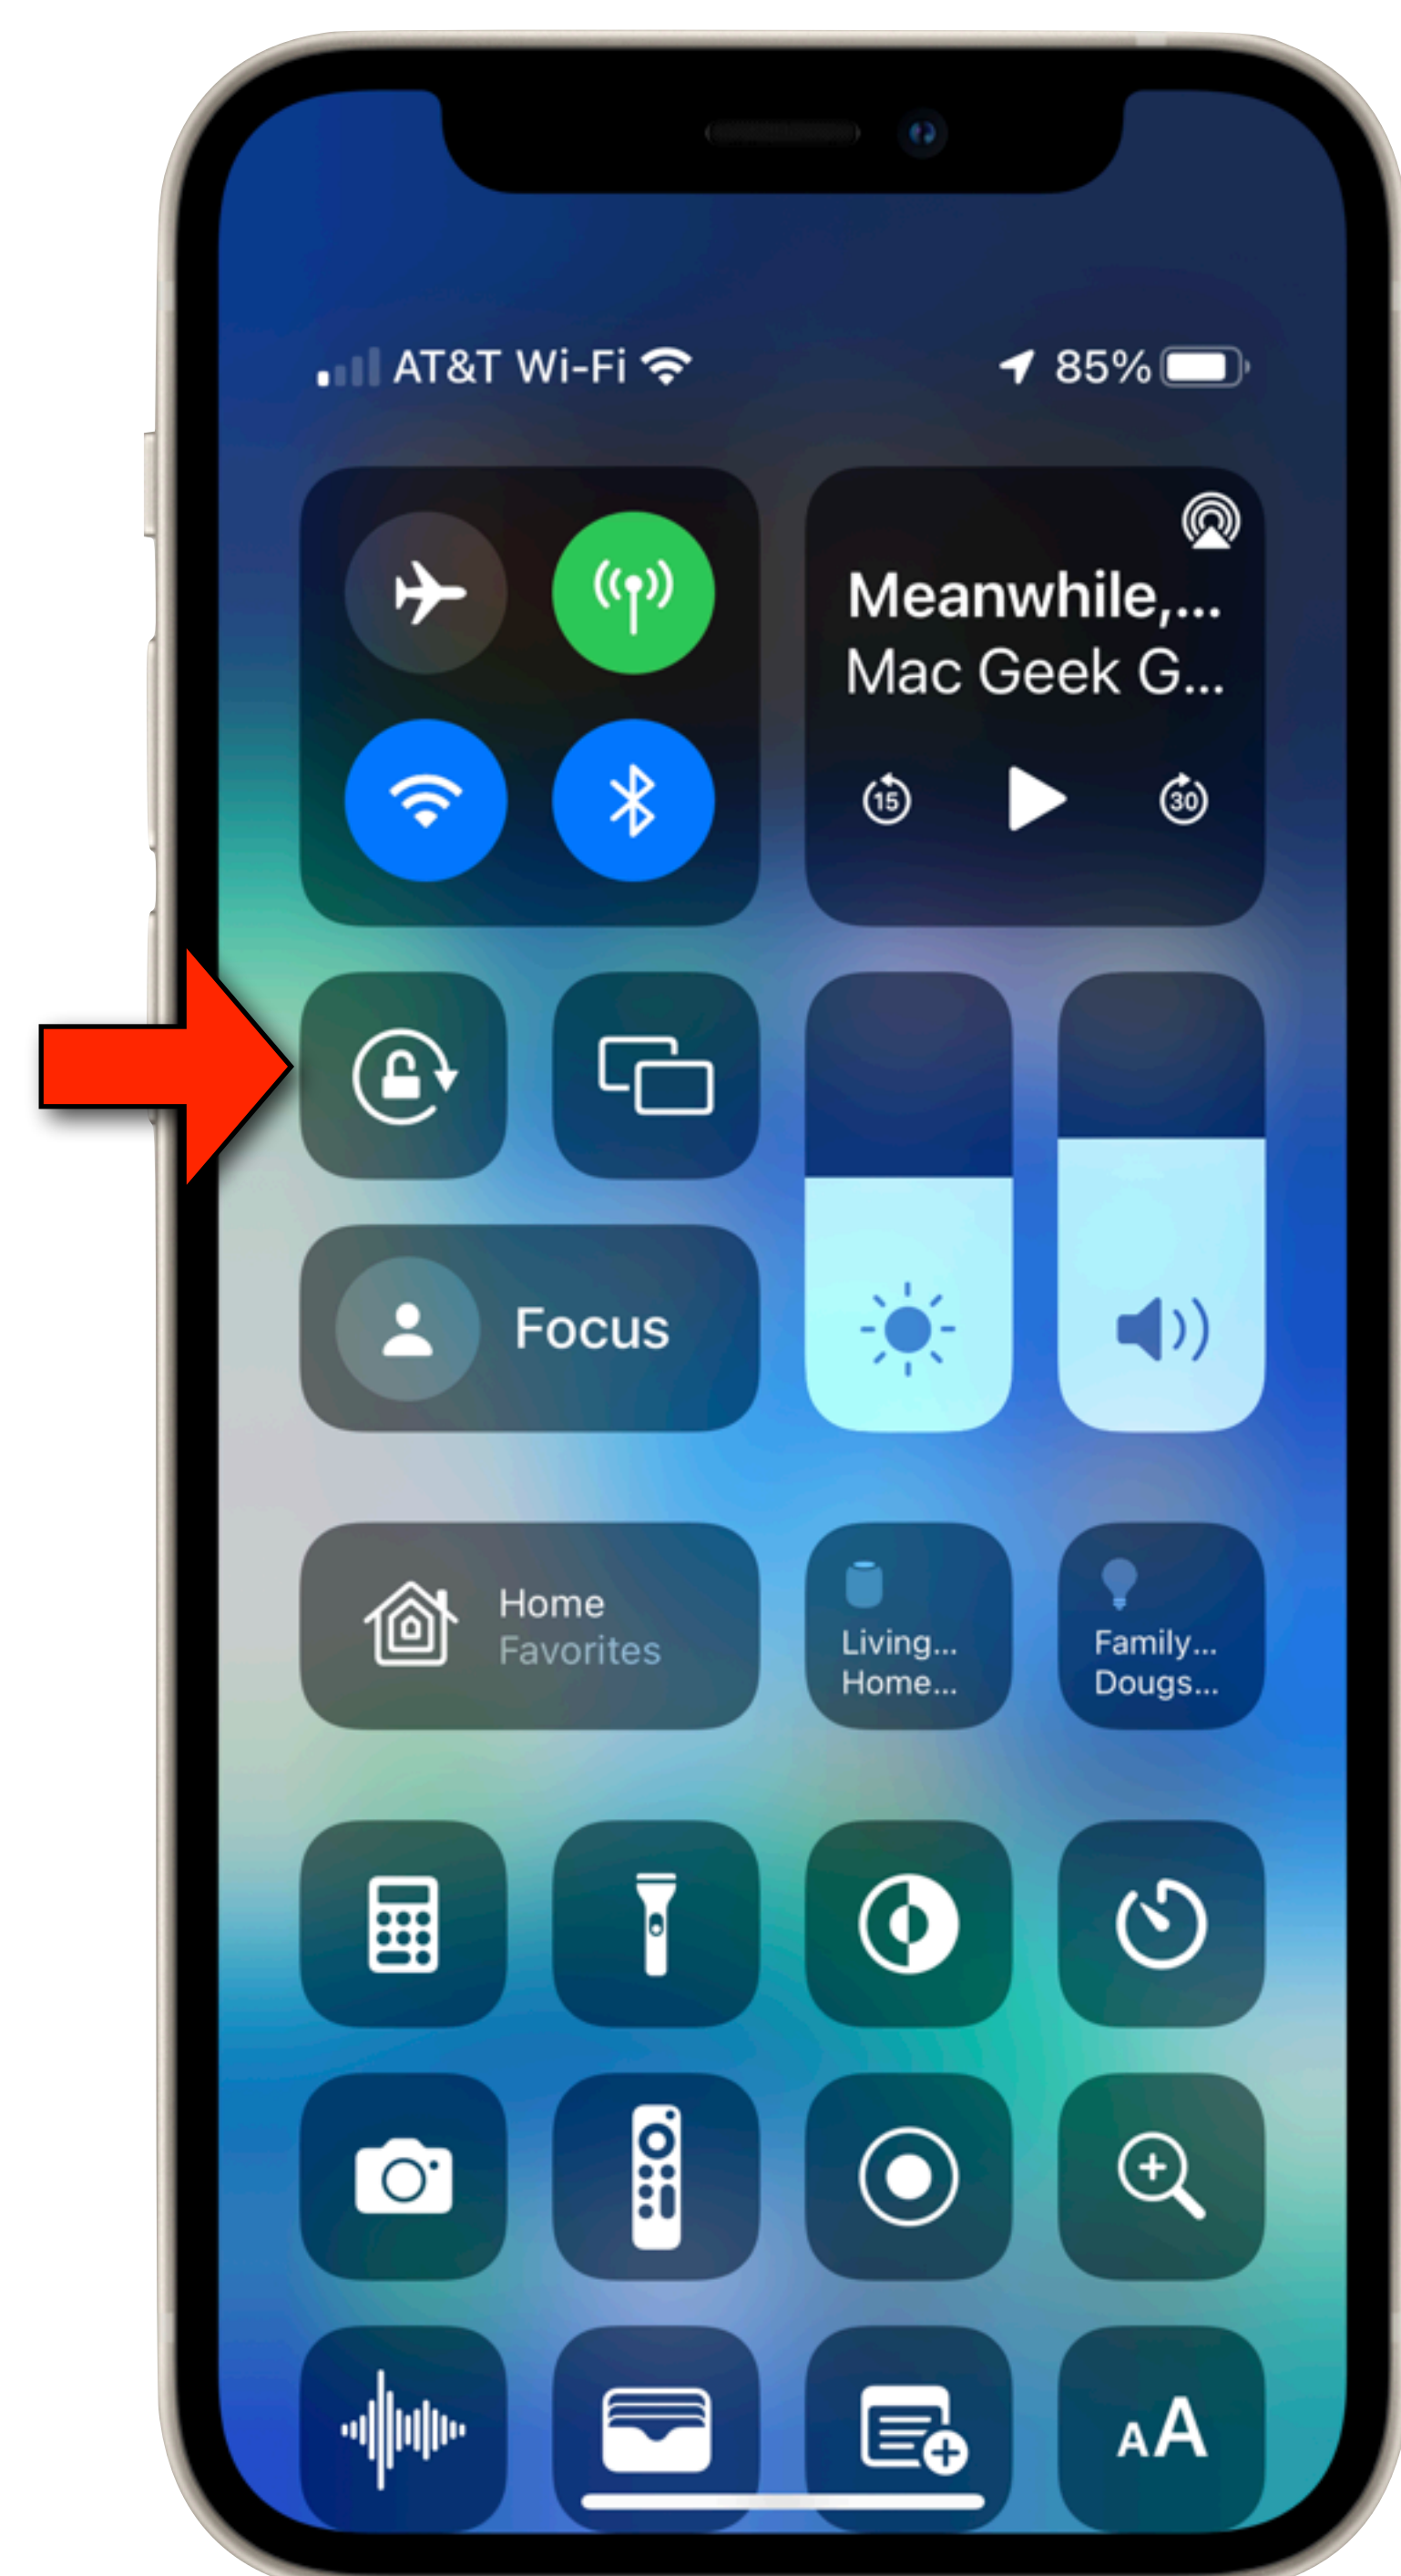 AT&T Wi-Fi 85%
Meanwhile,...
Mac Geek G...
15 30
Focus
Home
Favorites
Living...
Home...
Family...
Dougs...
AA